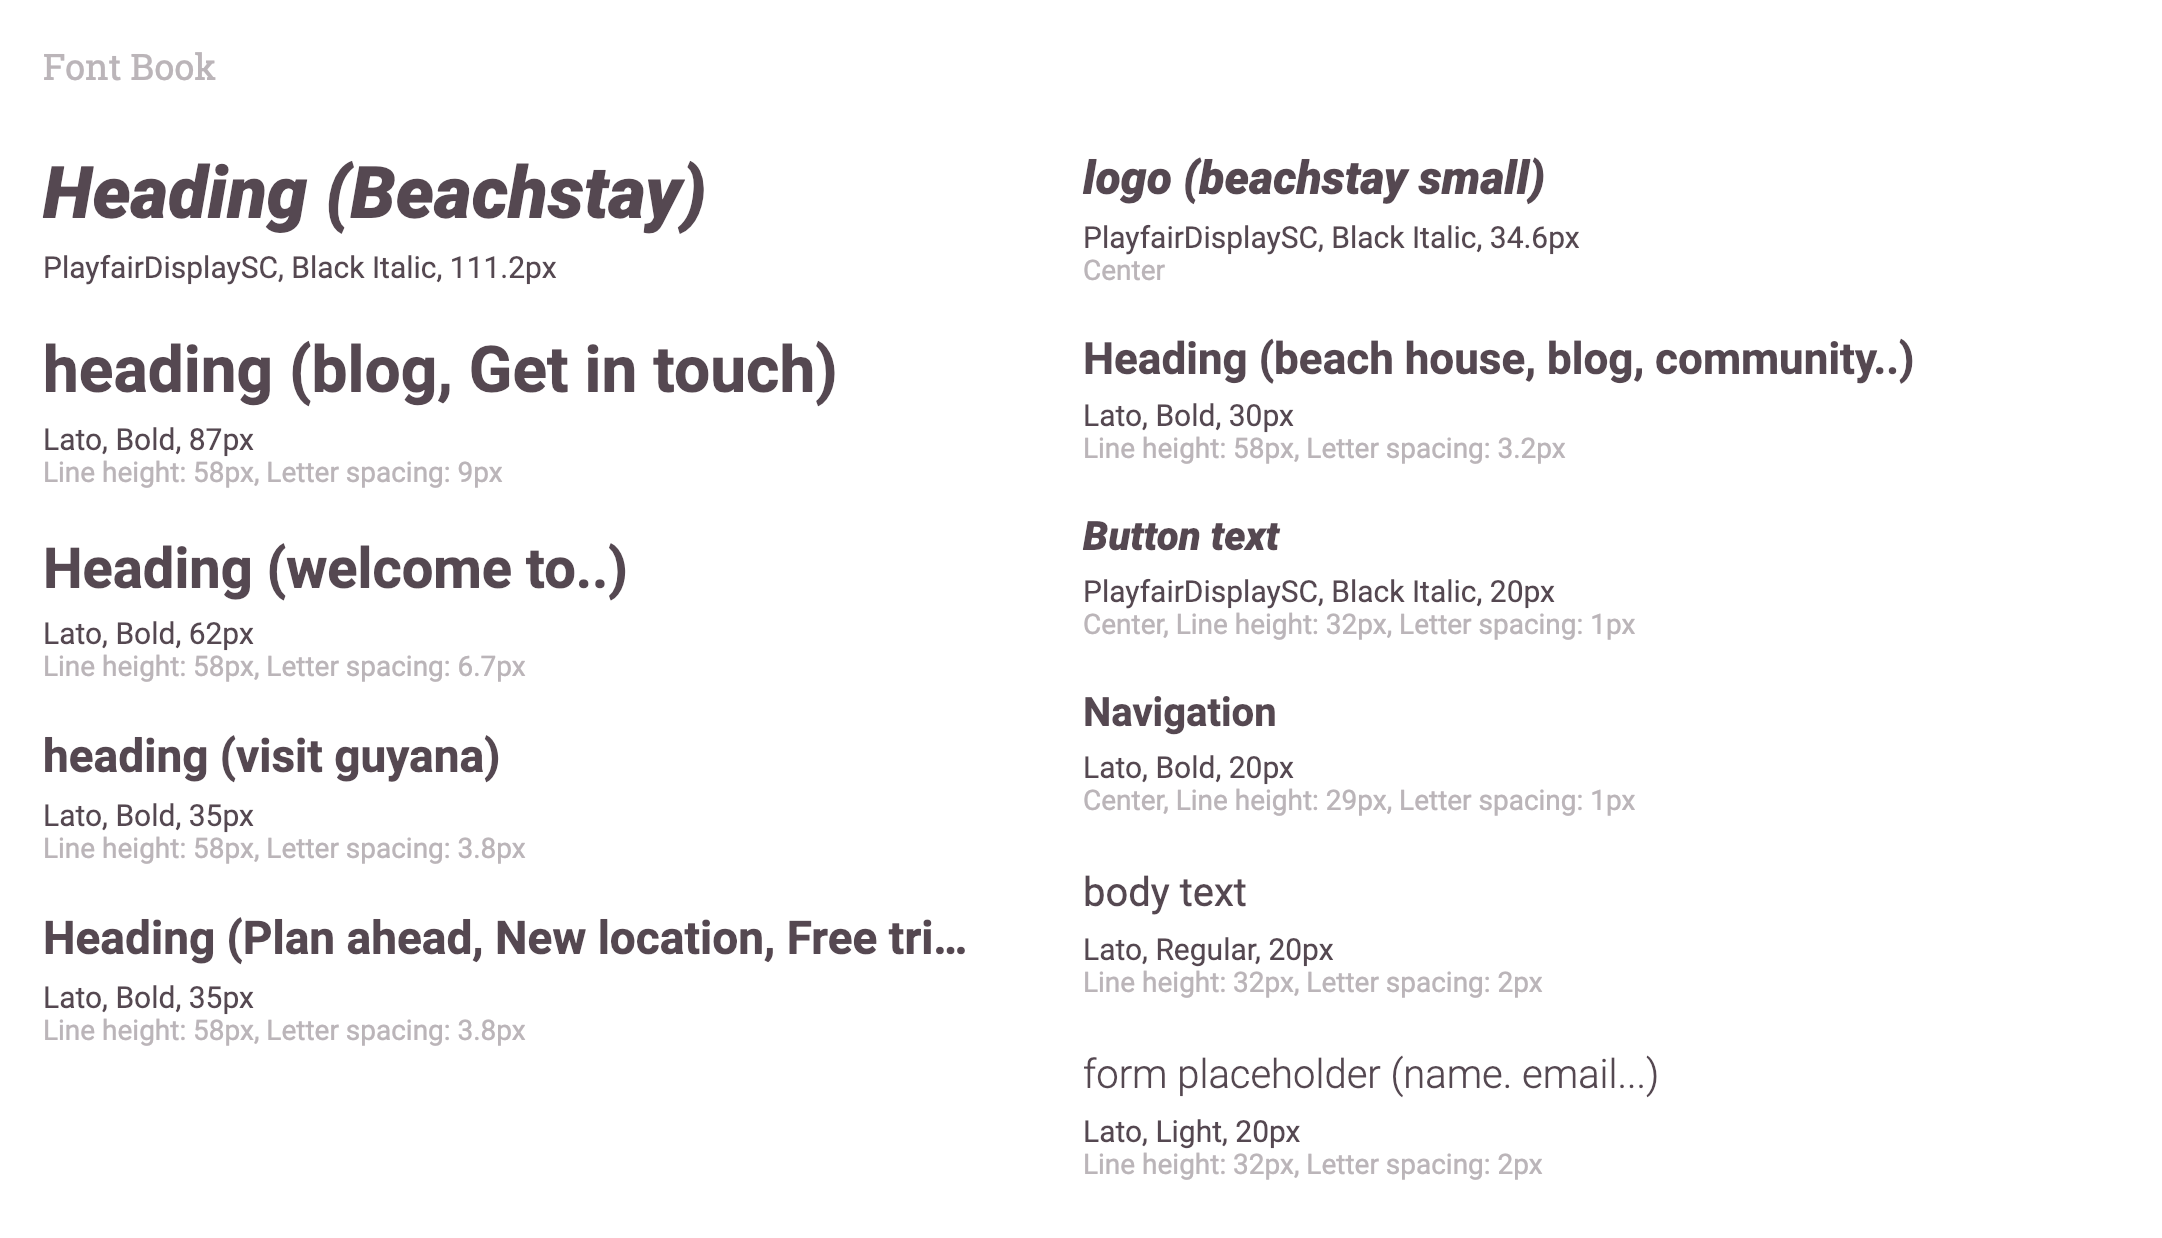 Font Book
Heading (Beachstay)
PlayfairDisplaySC, Black Italic, 111.2px
heading (blog, Get in touch)
Lato, Bold, 87px
Line height: 58px, Letter spacing: 9px
Heading (welcome to..)
Lato, Bold, 62px
Line height: 58px, Letter spacing: 6.7px
heading (visit guyana)
Lato, Bold, 35px
Line height: 58px, Letter spacing: 3.8px
Heading (Plan ahead, New location, Free tri...
Lato, Bold, 35px
Line height: 58px, Letter spacing: 3.8px
logo (beachstay small)
PlayfairDisplaySC, Black Italic, 34.6px
Center
Heading (beach house, blog, community..)
Lato, Bold, 30px
Line height: 58px, Letter spacing: 3.2px
Button text
PlayfairDisplaySC, Black Italic, 20px
Center, Line height: 32px, Letter spacing: 1px
Navigation
Lato, Bold, 20px
Center, Line height: 29px, Letter spacing: 1px
body text
Lato, Regular, 20px
Line height: 32px, Letter spacing: 2px
form placeholder (name. email...)
Lato, Light, 20px
Line height: 32px, Letter spacing: 2px